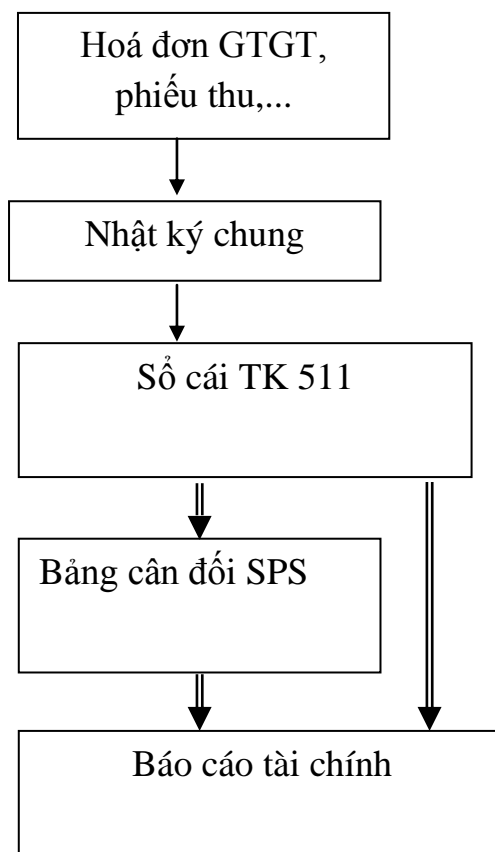 Hoá đơn GTGT,
phiếu thu,...
Nhật ký chung
Sổ cái TK 511
Bảng cân đối SPS
Báo cáo tài chính